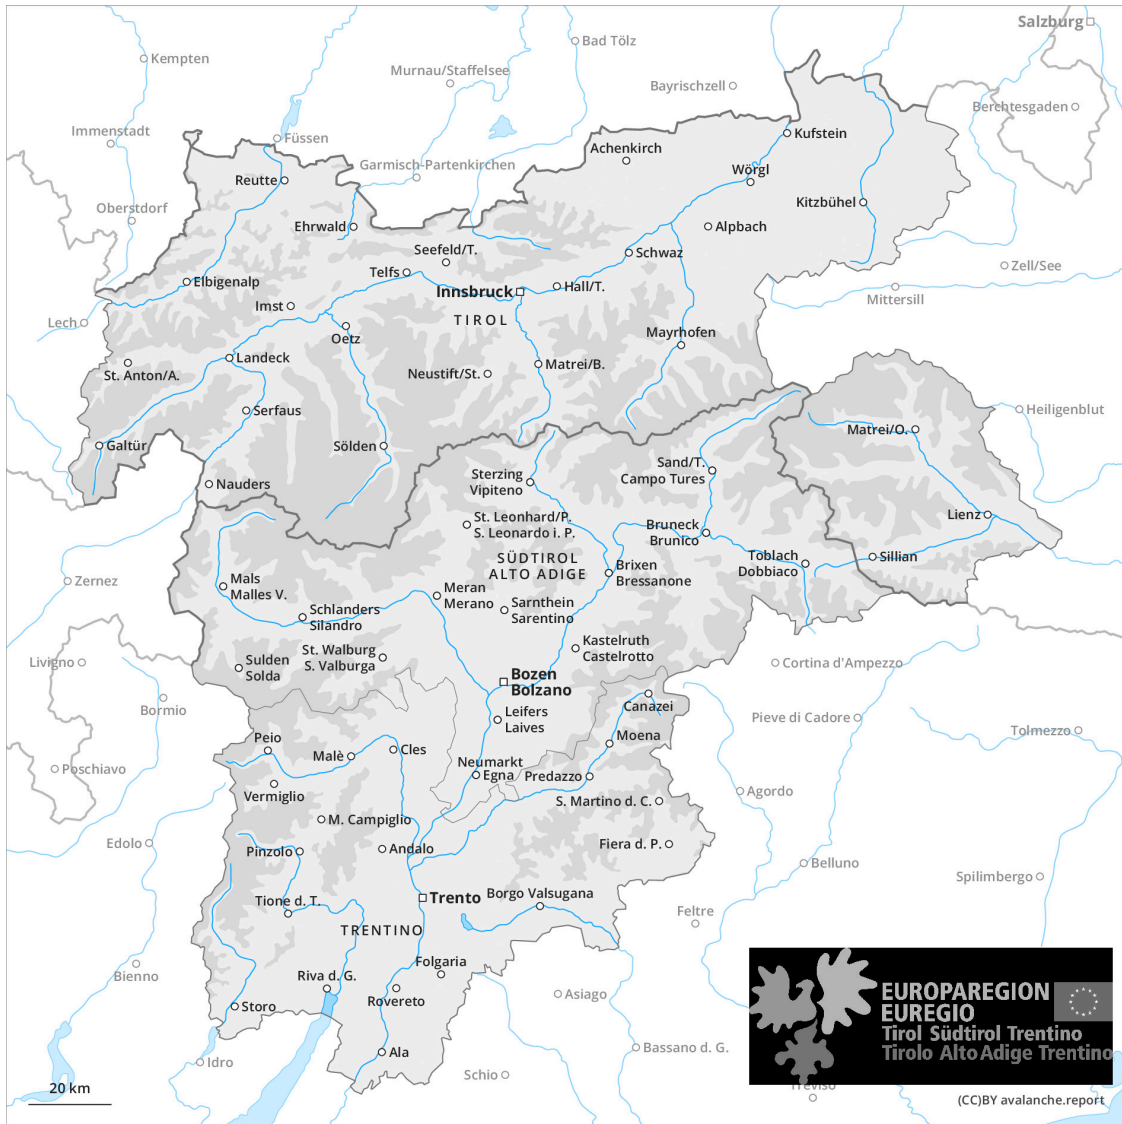 Salzburg
Bad Tölz
Kempten
Murnau/Staffelsee
Bayrischzell
Berchtesgaden
Immenstadt
Füssen
Kufstein
Achenkirch
Garmisch-Partenkirchen
Wörgl
Reutte
Kitzbühel
Oberstdorf
Ehrwald
Alpbach
Seefeld/T.
Schwaz
Zell/See
Telfs
Elbigenalp
Hall/T.
Innsbruck
Mittersill
Imst
Lech
TIROL
Oetz
Mayrhofen
Landeck
Matrei/B.
St. Anton/A.
Neustift/St.
Serfaus
Heiligenblut
Matrei/O.
Galtür
Sölden
Sand/T.
Campo Tures
Sterzing
Vipiteno
Nauders
Lienz
St. Leonhard/P.
S. Leonardo i. P.
Bruneck
Brunico
SÜDTIROL
ALTO ADIGE
Toblach
Dobbiaco
Sillian
Brixen
Bressanone
Zernez
Mals
Malles V.
Meran
Merano
Sarnthein
Sarentino
Schlanders
Silandro
Kastelruth
Castelrotto
St. Walburg
S. Valburga
Livigno
Sulden
Solda
Cortina d'Ampezzo
Bozen
Bolzano
Canazei
Bormio
Leifers
Laives
Pieve di Cadore
Tolmezzo
Moena
Peio
Cles
Malè
Neumarkt
Egna
Predazzo
Poschiavo
Vermiglio
Agordo
S. Martino d. C.
M. Campiglio
Edolo
Fiera d. P.
Pinzolo
Andalo
Belluno
Spilimbergo
Borgo Valsugana
Trento
Tione d. T.
Feltre
TRENTINO
Folgaria
Bienno
Riva d. G.
Rovereto
Asiago
Storo
Ala
Bassano d. G.
Idro
Schio
Treviso
20 km
EUROPAREGION
EUREGIO
Tirol Südtirol Trentino
Tirolo Alto Adige Trentino
(CC)BY avalanche.report